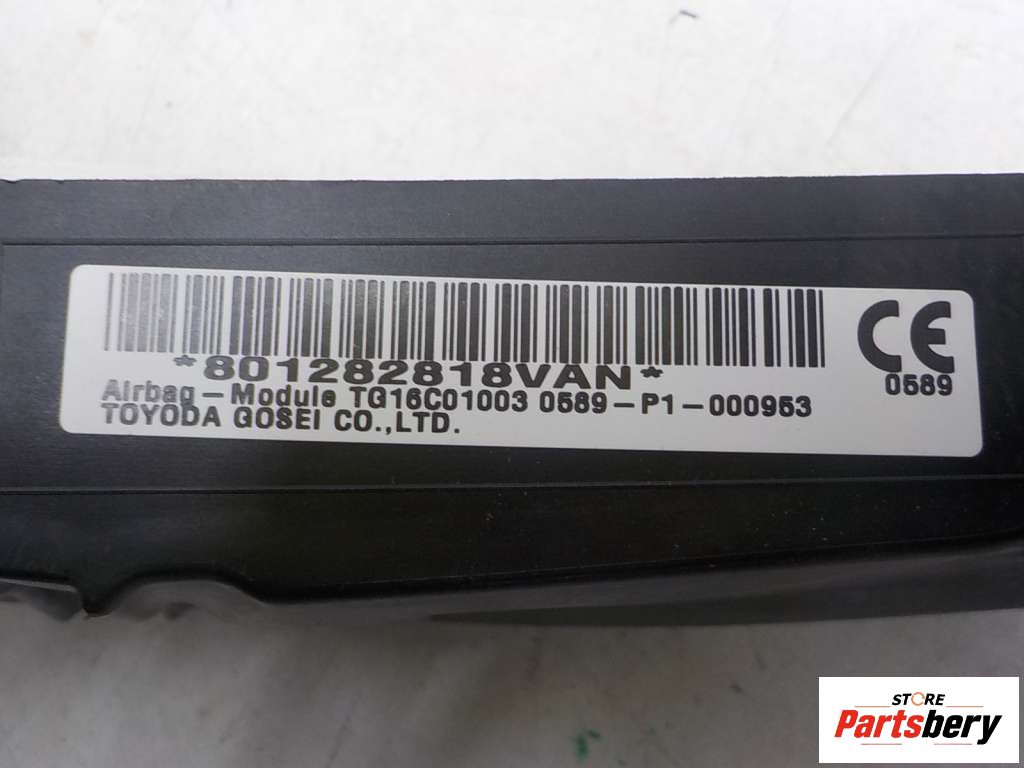 *801282818VAN*
Airbag-Module TG16C01003 0589-P1-000953
TOYODA GOSEI CO.,LTD.
CE
0589
STORE
Partsbery